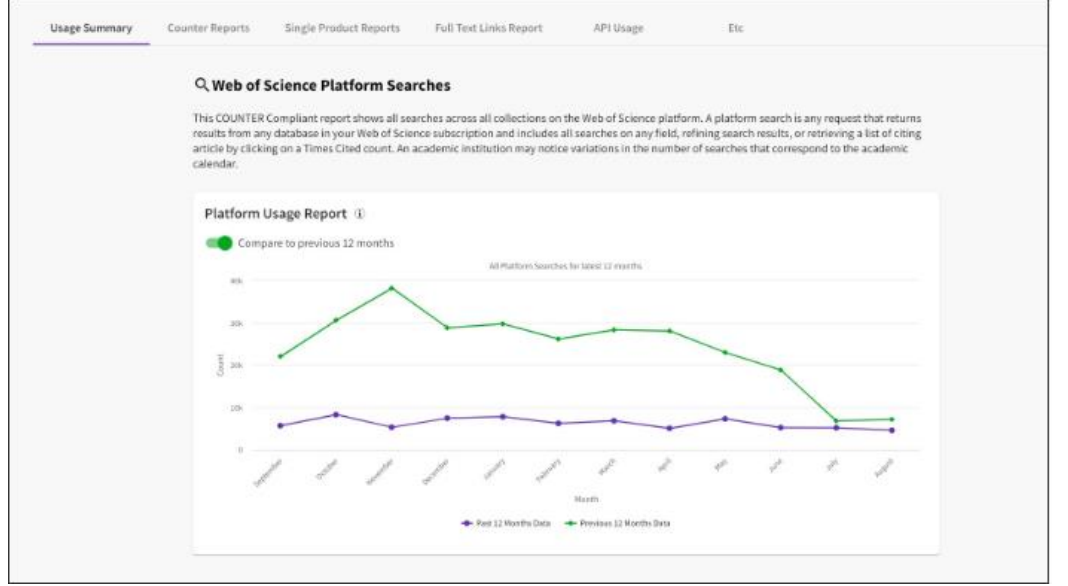 Usage Summary Counter Reports Single Product Reports Full Text Links Report API Usage Etc
Web of Science Platform Searches
This COUNTER Compliant report shows all searches across all collections on the Web of Science platform. A platform search is any request that returns
results from any database in your Web of Science subscription and includes all searches on any field, refining search results, or retrieving a list of citing
article by clicking on a Times Cited count. An academic institution may notice variations in the number of searches that correspond to the academic
calendar.
Platform Usage Report
Compare to previous 12 months
All Platform Searches for latest 12 months
40k
30k
20k
10k
0
Count
September October November December January February March April May June July August
Month
Past 12 Months Data Previous 12 Months Data